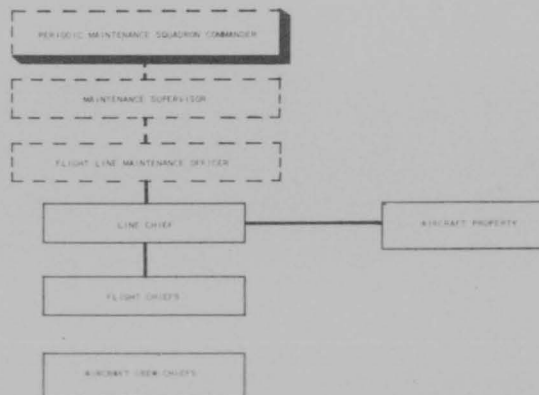 PERIODIC MAINTENANCE SQUADRON COMMANDER
MAINTENANCE SUPERVISOR
FLIGHT LINE MAINTENANCE OFFICER
LINE CHIEF
AIRCRAFT PROPERTY
FLIGHT CHIEFS
AIRCRAFT CREW CHIEFS